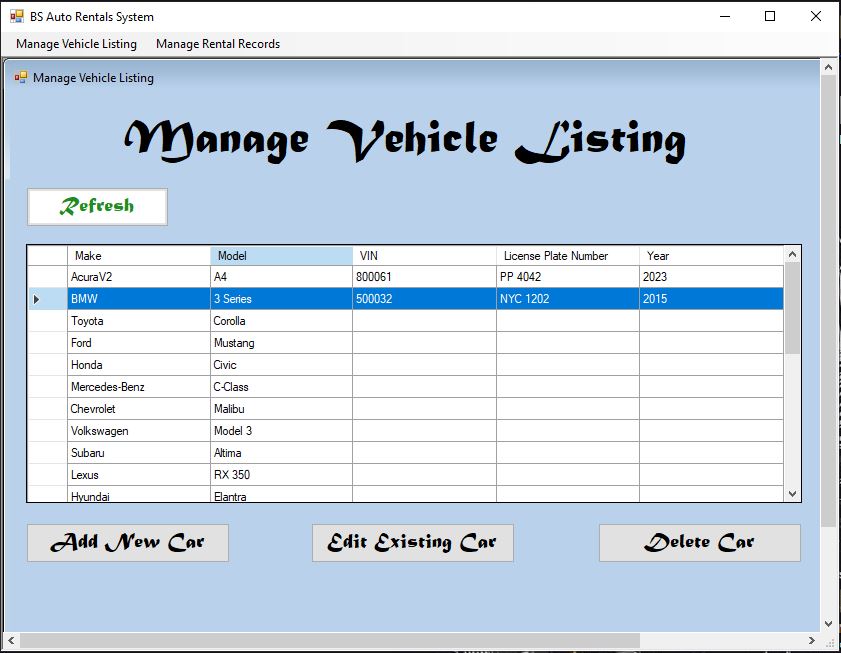 BS Auto Rentals System
Manage Vehicle Listing Manage Rental Records
Manage Vehicle Listing
Manage Vehicle Listing
Refresh
Make Model VIN License Plate Number Year
AcuraV2 A4 800061 PP 4042 2023
BMW 3 Series 500032 NYC 1202 2015
Toyota Corolla
Ford Mustang
Honda Civic
Mercedes-Benz C-Class
Chevrolet Malibu
Volkswagen Model 3
Subaru Altima
Lexus RX 350
Hyundai Elantra
Add New Car Edit Existing Car Delete Car